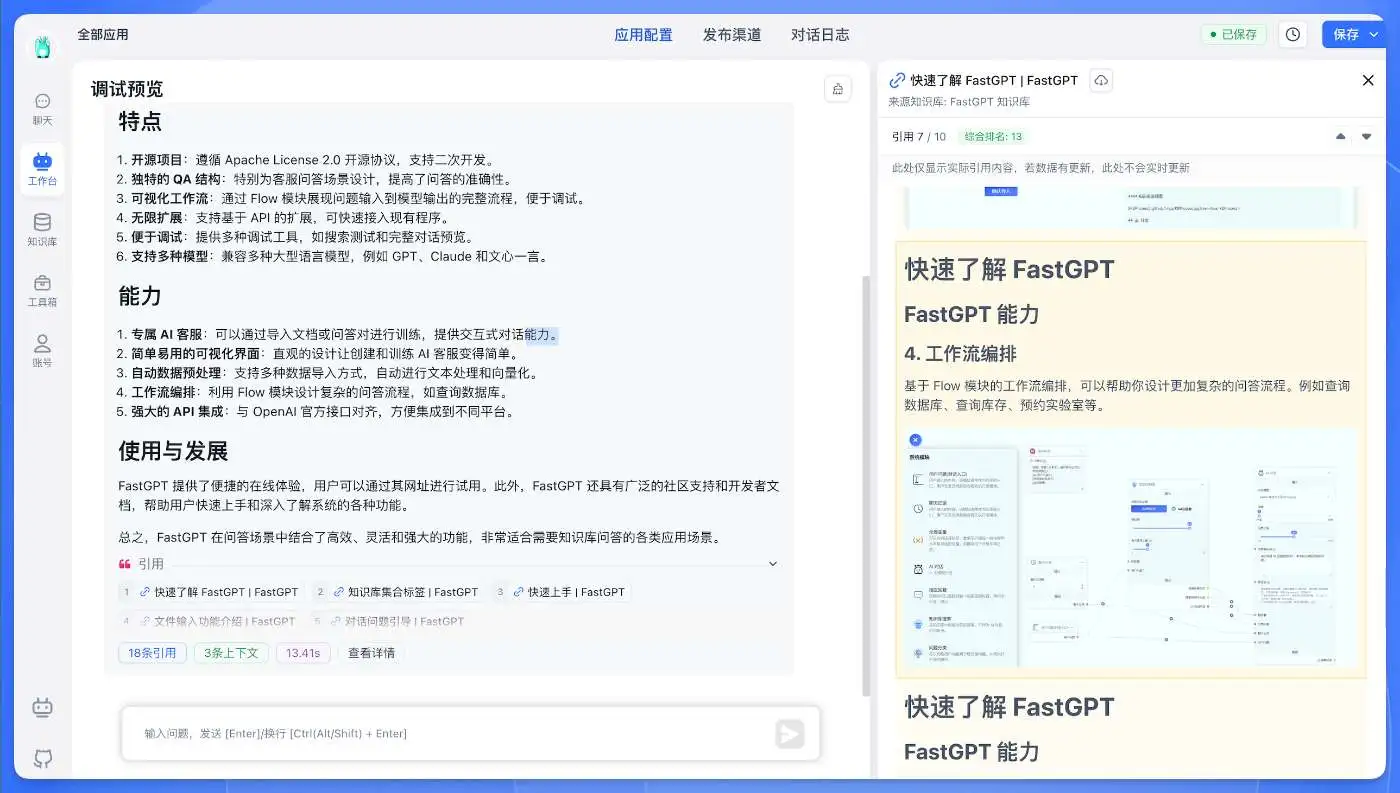 全部应用
应用配置
发布渠道
对话日志
已保存
保存
聊天
工作台
知识库
工具箱
账号
调试预览
特点
1. 开源项目：遵循 Apache License 2.0 开源协议，支持二次开发。
2. 独特的 QA 结构：特别为客服问答场景设计，提高了问答的准确性。
3. 可视化工作流：通过 Flow 模块展现问题输入到模型输出的完整流程，便于调试。
4. 无限扩展：支持基于 API 的扩展，可快速接入现有程序。
5. 便于调试：提供多种调试工具，如搜索测试和完整对话预览。
6. 支持多种模型：兼容多种大型语言模型，例如 GPT、Claude 和文心一言。
能力
1. 专属 AI 客服：可以通过导入文档或问答对进行训练，提供交互式对话能力。
2. 简单易用的可视化界面：直观的设计让创建和训练 AI 客服变得简单。
3. 自动数据预处理：支持多种数据导入方式，自动进行文本处理和向量化。
4. 工作流编排：利用 Flow 模块设计复杂的问答流程，如查询数据库。
5. 强大的 API 集成：与 OpenAI 官方接口对齐，方便集成到不同平台。
使用与发展
FastGPT 提供了便捷的在线体验，用户可以通过其网址进行试用。此外，FastGPT 还具有广泛的社区支持和开发者文
档，帮助用户快速上手和深入了解系统的各种功能。
总之，FastGPT 在问答场景中结合了高效、灵活和强大的功能，非常适合需要知识库问答的各类应用场景。
引用
1 快速了解 FastGPT | FastGPT
2 知识库集合标签 | FastGPT
3 快速上手 | FastGPT
4 文件输入功能介绍 | FastGPT
5 对话问题引导 | FastGPT
18条引用
3条上下文
13.41s
查看详情
输入问题，发送 [Enter]/换行 [Ctrl(Alt/Shift) + Enter]
快速了解 FastGPT | FastGPT
来源知识库: FastGPT 知识库
引用 7 / 10
综合排名: 13
此处仅显示实际引用内容，若数据有更新，此处不会实时更新
快速了解 FastGPT
FastGPT 能力
4. 工作流编排
基于 Flow 模块的工作流编排，可以帮助你设计更加复杂的问答流程。例如查询
数据库、查询库存、预约实验室等。
系统模块
快速了解 FastGPT
FastGPT 能力